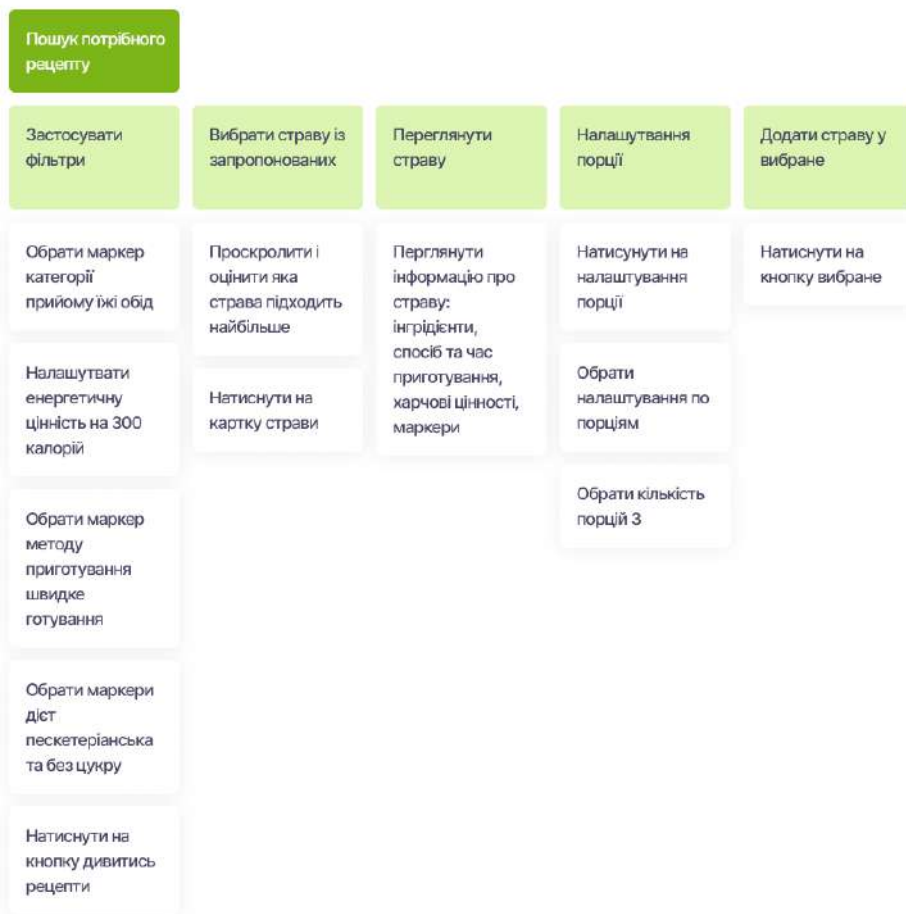 Пошук потрібного
рецепту
Застосувати
фільтри
Вибрати страву із
запропонованих
Переглянути
страву
Налашутвання
порції
Додати страву у
вибране
Обрати маркер
категорії
прийому їжі обід
Налашутвати
енергетичну
цінність на 300
калорій
Обрати маркер
методу
приготування
швидке
готування
Обрати маркери
дієт
пескетеріанська
та без цукру
Натиснути на
кнопку дивитись
рецепти
Проскролити і
оцінити яка
страва підходить
найбільше
Натиснути на
картку страви
Перглянути
інформацію про
страву:
інгрідієнти,
спосіб та час
приготування,
харчові цінності,
маркери
Натисунути на
налаштування
порції
Обрати
налаштування по
порціям
Обрати кількість
порцій 3
Натиснути на
кнопку вибране